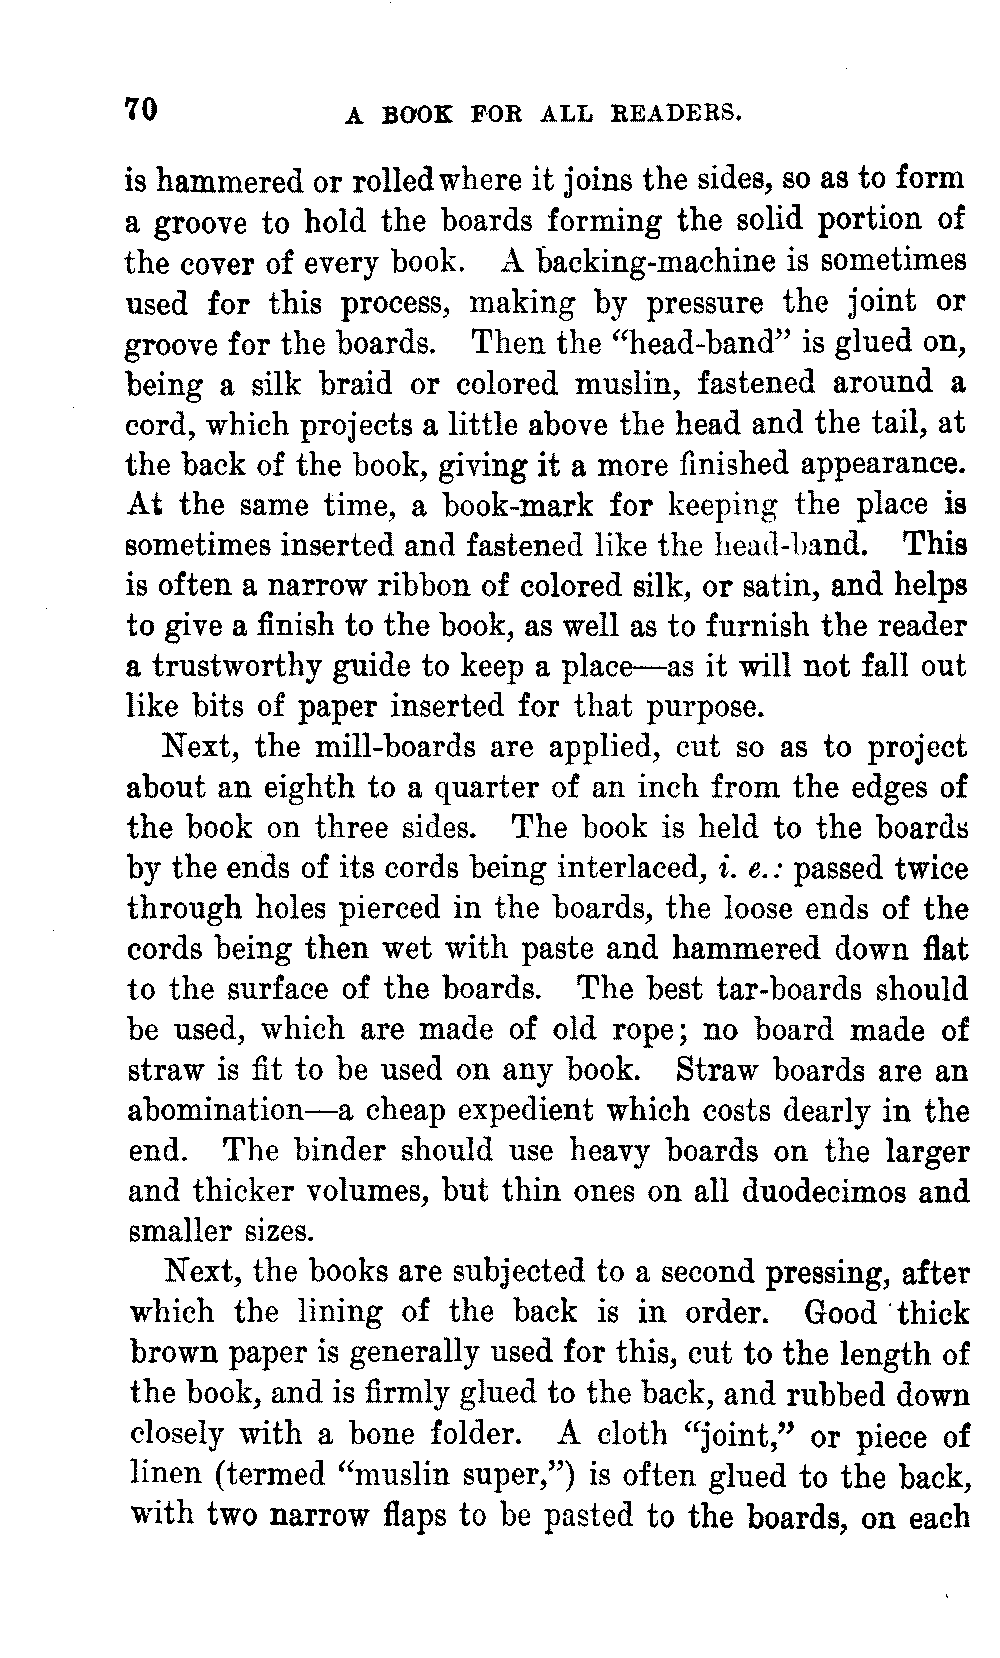 70 A BOOK FOR ALL READERS.
is hammered or rolled where it joins the sides, so as to form
a groove to hold the boards forming the solid portion of
the cover of every book. A backing-machine is sometimes
used for this process, making by pressure the joint or
groove for the boards. Then the “head-band” is glued on,
being a silk braid or colored muslin, fastened around a
cord, which projects a little above the head and the tail, at
the back of the book, giving it a more finished appearance.
At the same time, a book-mark for keeping the place is
sometimes inserted and fastened like the head-band. This
is often a narrow ribbon of colored silk, or satin, and helps
to give a finish to the book, as well as to furnish the reader
a trustworthy guide to keep a place—as it will not fall out
like bits of paper inserted for that purpose.
Next, the mill-boards are applied, cut so as to project
about an eighth to a quarter of an inch from the edges of
the book on three sides. The book is held to the boards
by the ends of its cords being interlaced, i. e.: passed twice
through holes pierced in the boards, the loose ends of the
cords being then wet with paste and hammered down flat
to the surface of the boards. The best tar-boards should
be used, which are made of old rope; no board made of
straw is fit to be used on any book. Straw boards are an
abomination—a cheap expedient which costs dearly in the
end. The binder should use heavy boards on the larger
and thicker volumes, but thin ones on all duodecimos and
smaller sizes.
Next, the books are subjected to a second pressing, after
which the lining of the back is in order. Good thick
brown paper is generally used for this, cut to the length of
the book, and is firmly glued to the back, and rubbed down
closely with a bone folder. A cloth “joint,” or piece of
linen (termed “muslin super,”) is often glued to the back,
with two narrow flaps to be pasted to the boards, on each